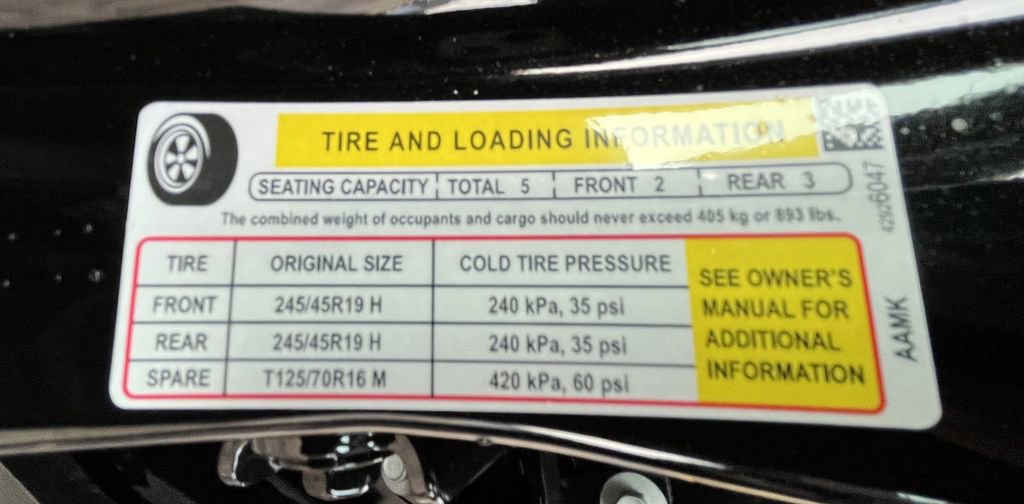 TIRE AND LOADING INFORMATION
SEATING CAPACITY TOTAL 5 FRONT 2 REAR 3
The combined weight of occupants and cargo should never exceed 405 kg or 893 lbs.
TIRE ORIGINAL SIZE COLD TIRE PRESSURE
FRONT 245/45R19 H 240 kPa, 35 psi
REAR 245/45R19 H 240 kPa, 35 psi
SPARE T125/70R16 M 420 kPa, 60 psi
SEE OWNER'S
MANUAL FOR
ADDITIONAL
INFORMATION
42926047
AAMK